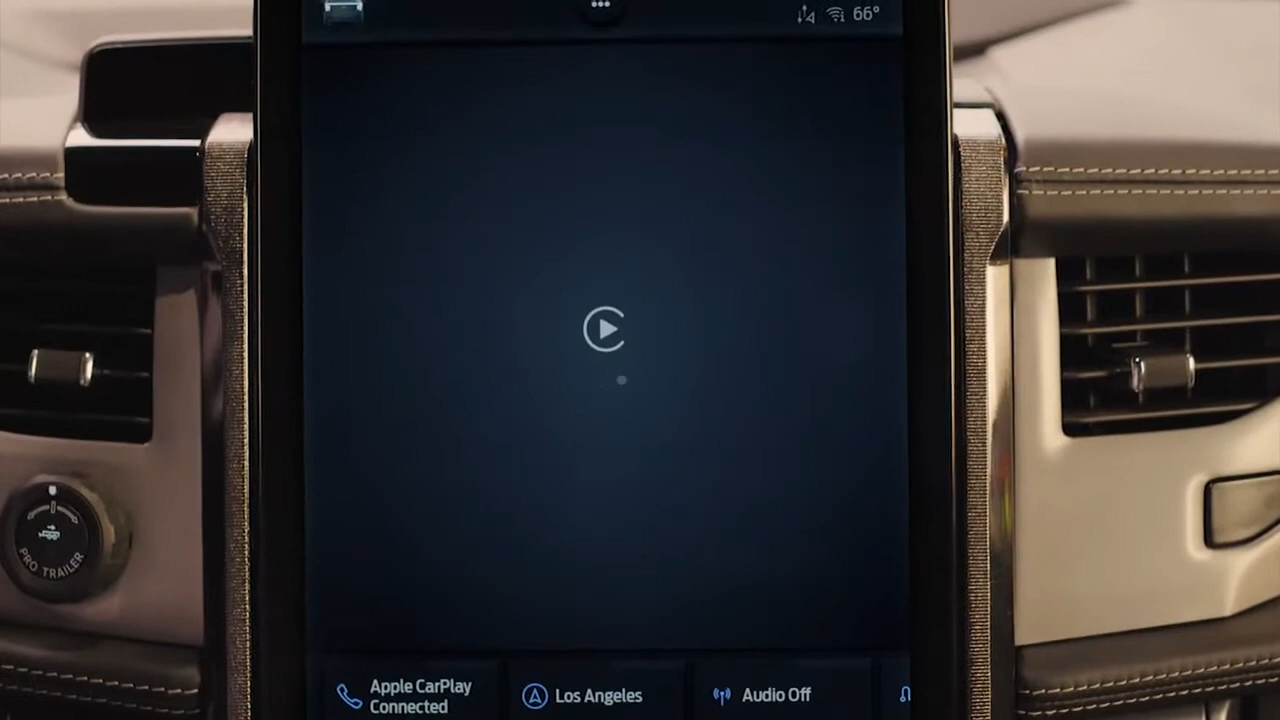 66°
PRO TRAILER
Apple CarPlay
Connected
Los Angeles
Audio Off